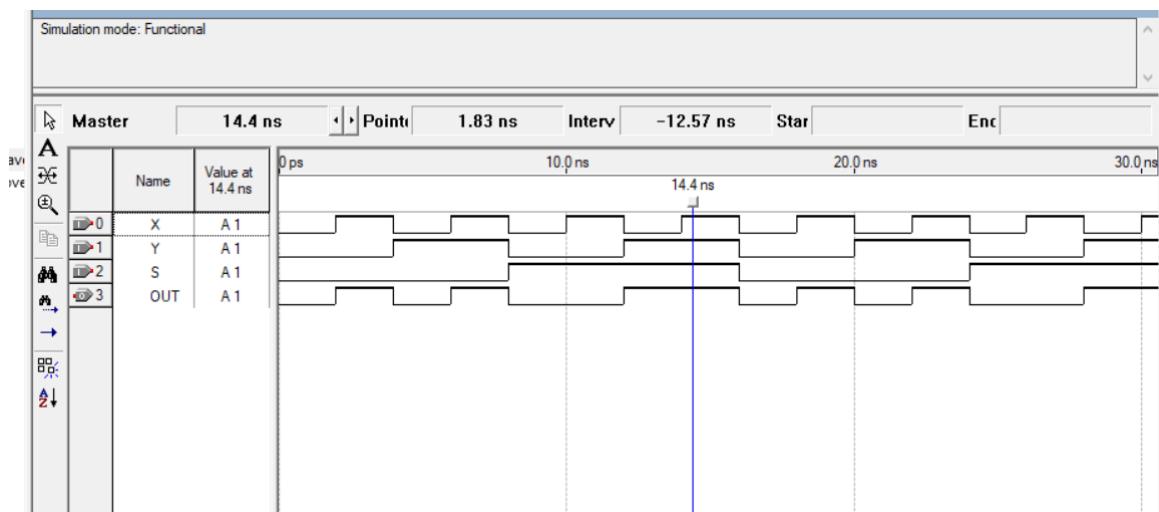 Simulation mode: Functional
Master 14.4 ns Point 1.83 ns Interv -12.57 ns Star En
A
Name Value at 14.4 ns
0 ps 10.0 ns 20.0 ns 30.0 ns
14.4 ns
0 X A 1
1 Y A 1
2 S A 1
3 OUT A 1
A
Z